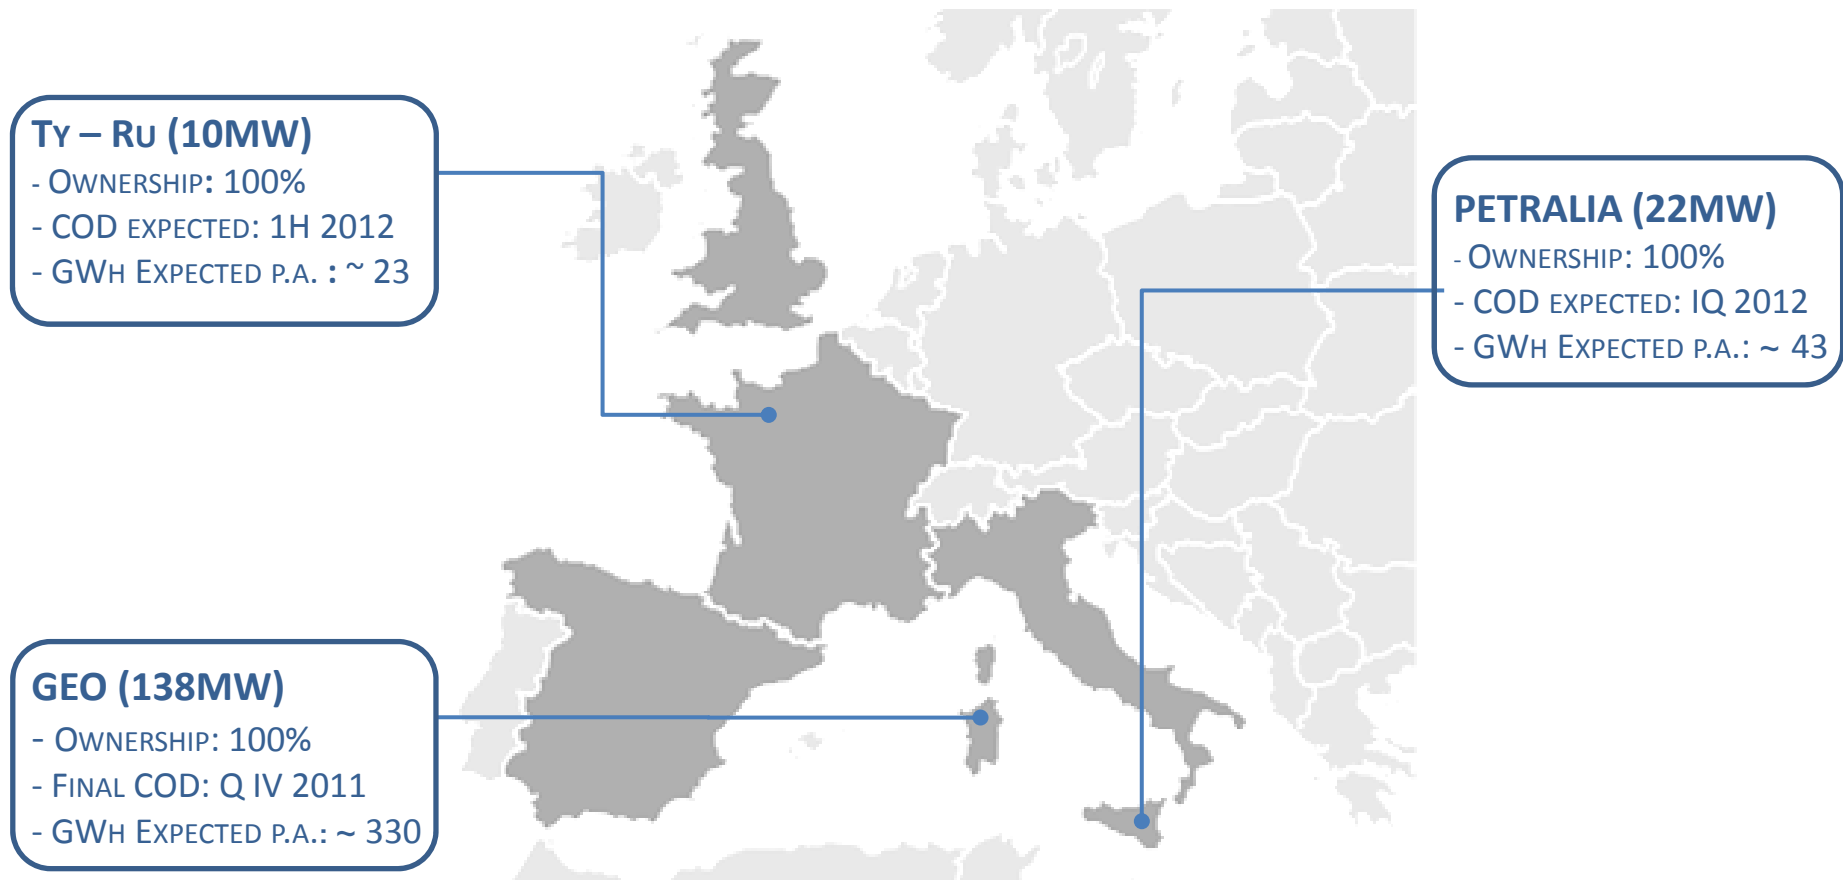 Ty – Ru (10MW)
- Ownership: 100%
- COD expected: 1H 2012
- GWh Expected p.a. : ~ 23
PETRALIA (22MW)
- Ownership: 100%
- COD expected: IQ 2012
- GWh Expected p.a.: ~ 43
GEO (138MW)
- Ownership: 100%
- Final COD: Q IV 2011
- GWh Expected p.a.: ~ 330